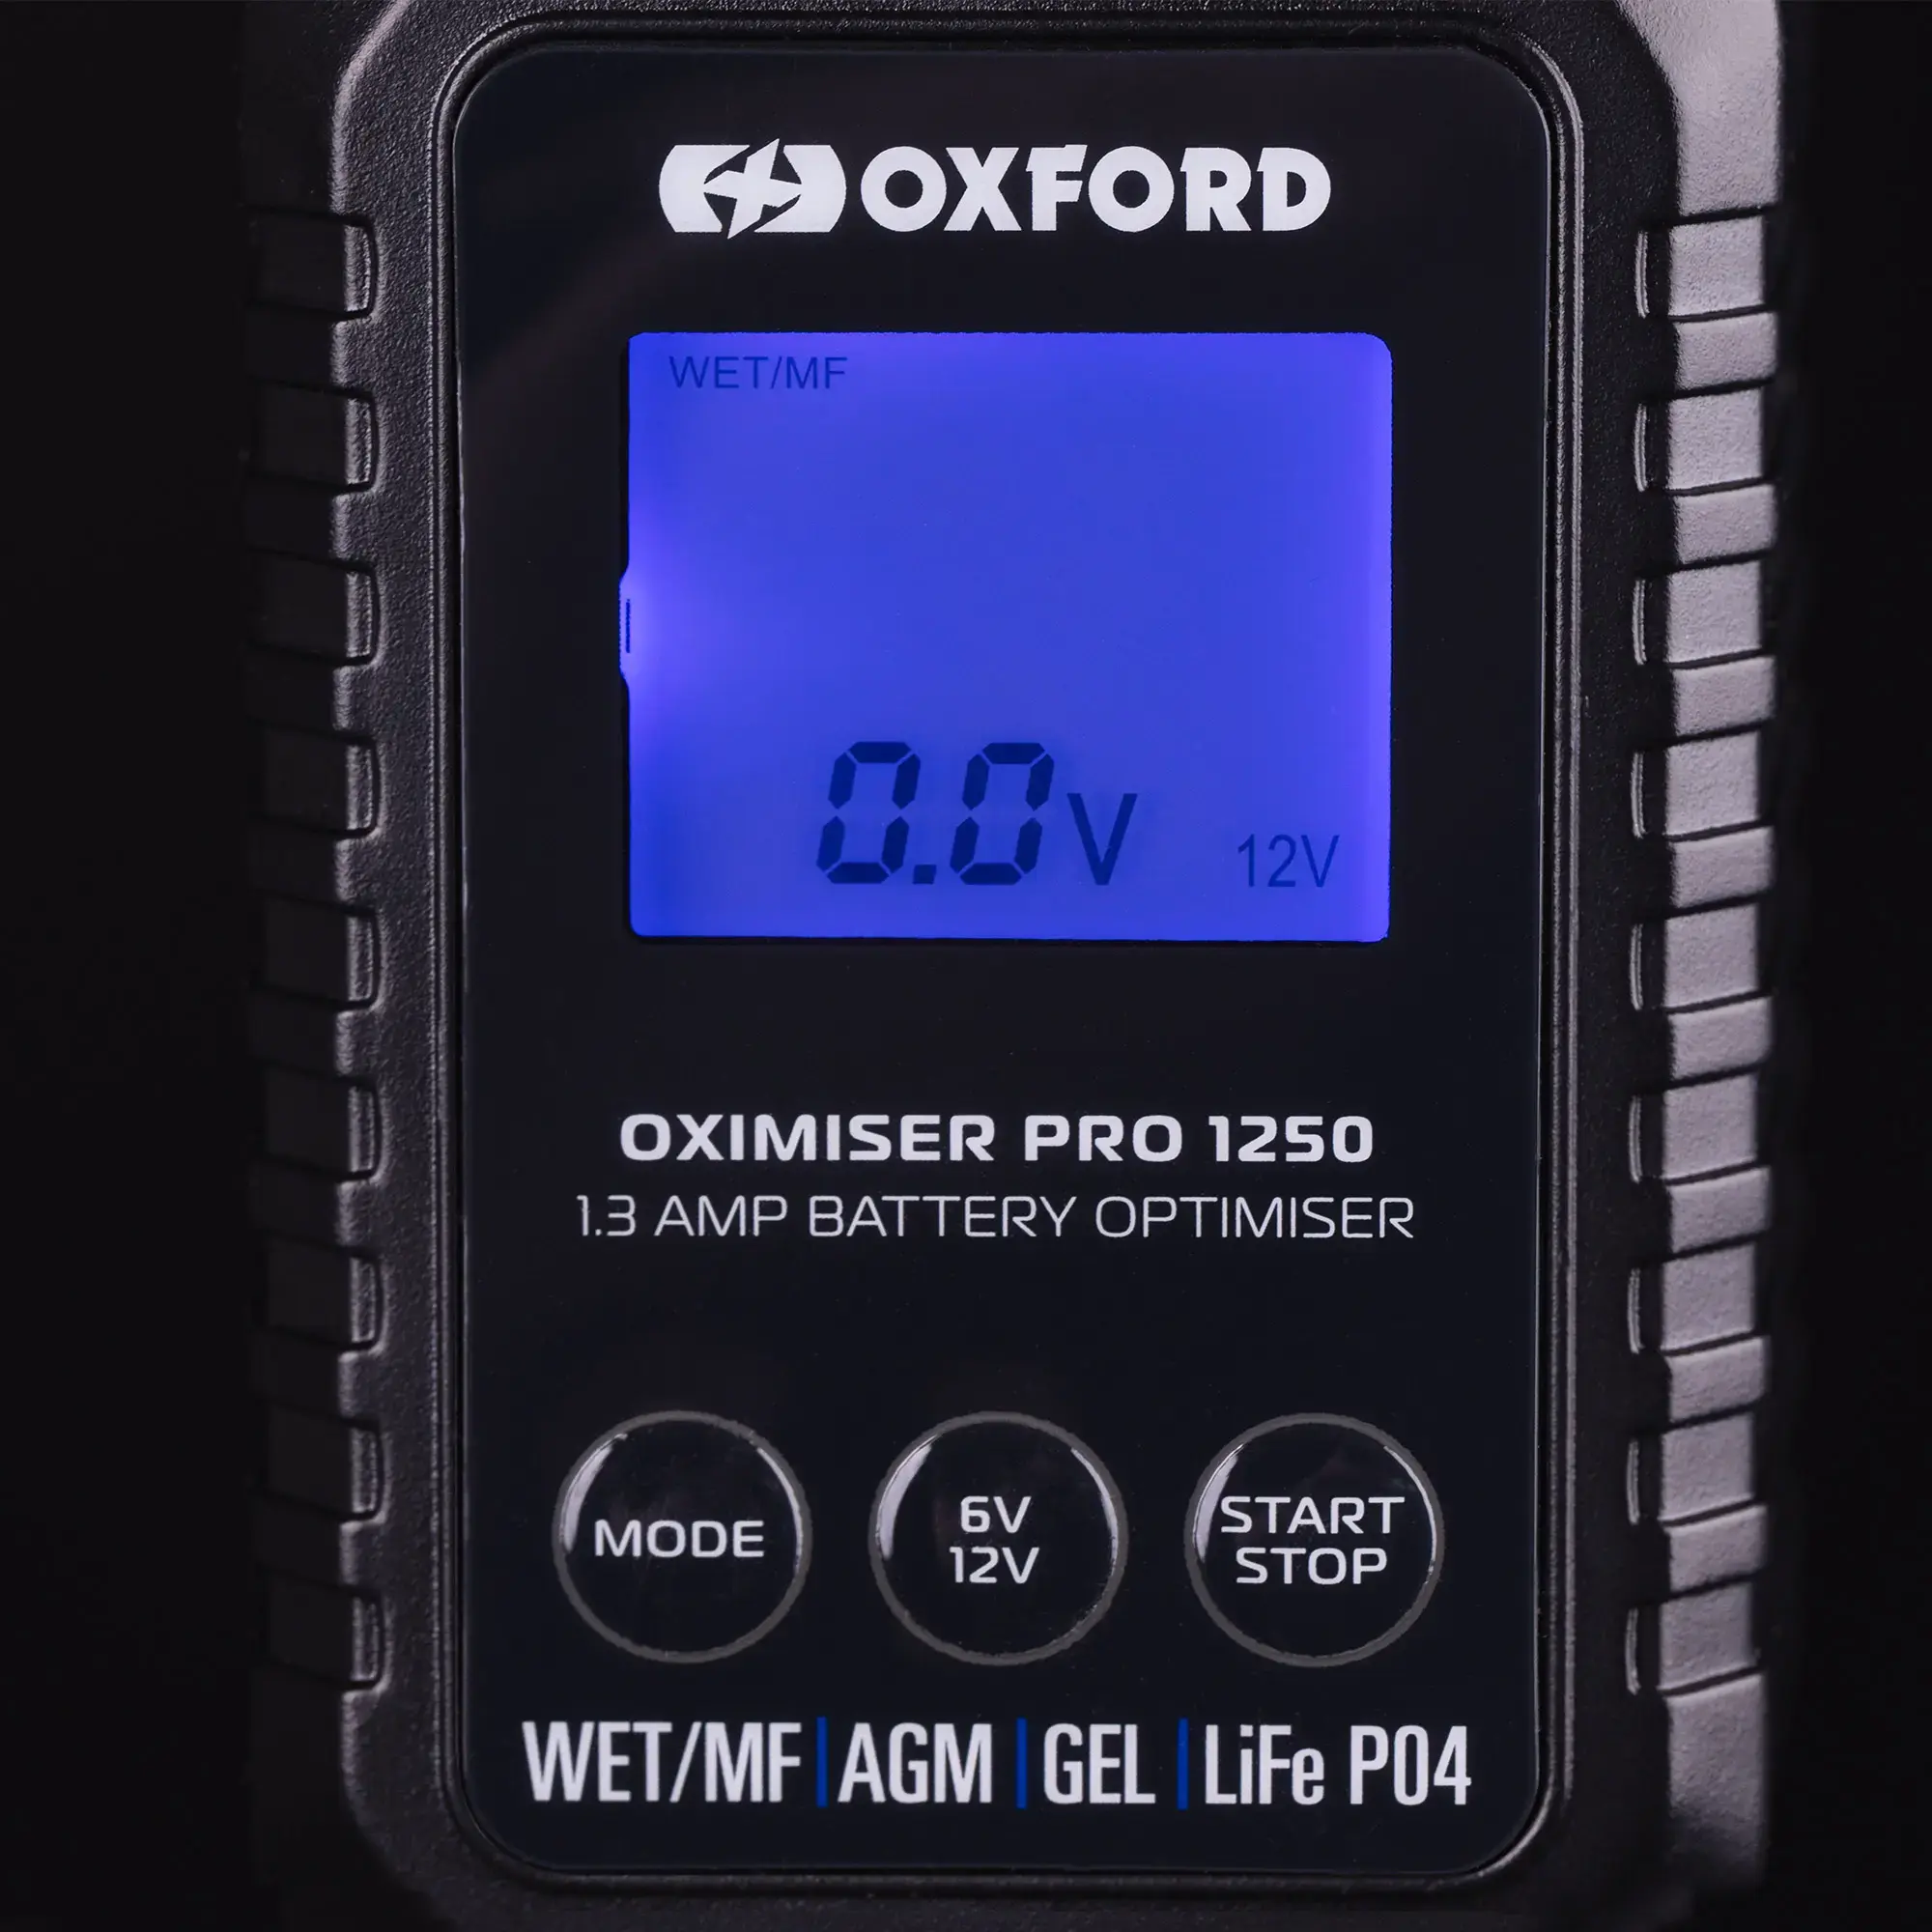 OXFORD
WET/MF
0.0V 12V
OXIMISER PRO 1250
1.3 AMP BATTERY OPTIMISER
MODE
6V
12V
START
STOP
WET/MF | AGM | GEL | LiFe PO4